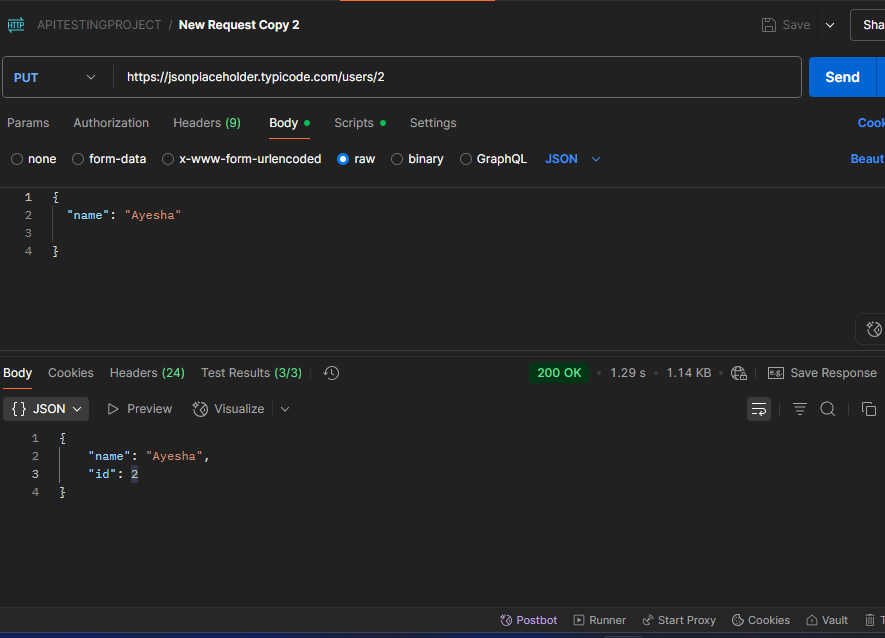 HTTP APITESTINGPROJECT / New Request Copy 2 Save Sha
PUT https://jsonplaceholder.typicode.com/users/2 Send
Params Authorization Headers (9) Body Scripts Settings Cook
none form-data x-www-form-urlencoded raw binary GraphQL JSON Beaut
1 {
2 "name": "Ayesha"
3
4 }
Body Cookies Headers (24) Test Results (3/3) 200 OK • 1.29 s • 1.14 KB • e.g. Save Response
{} JSON Preview Visualize
1 {
2 "name": "Ayesha",
3 "id": 2
4 }
Postbot Runner Start Proxy Cookies Vault T